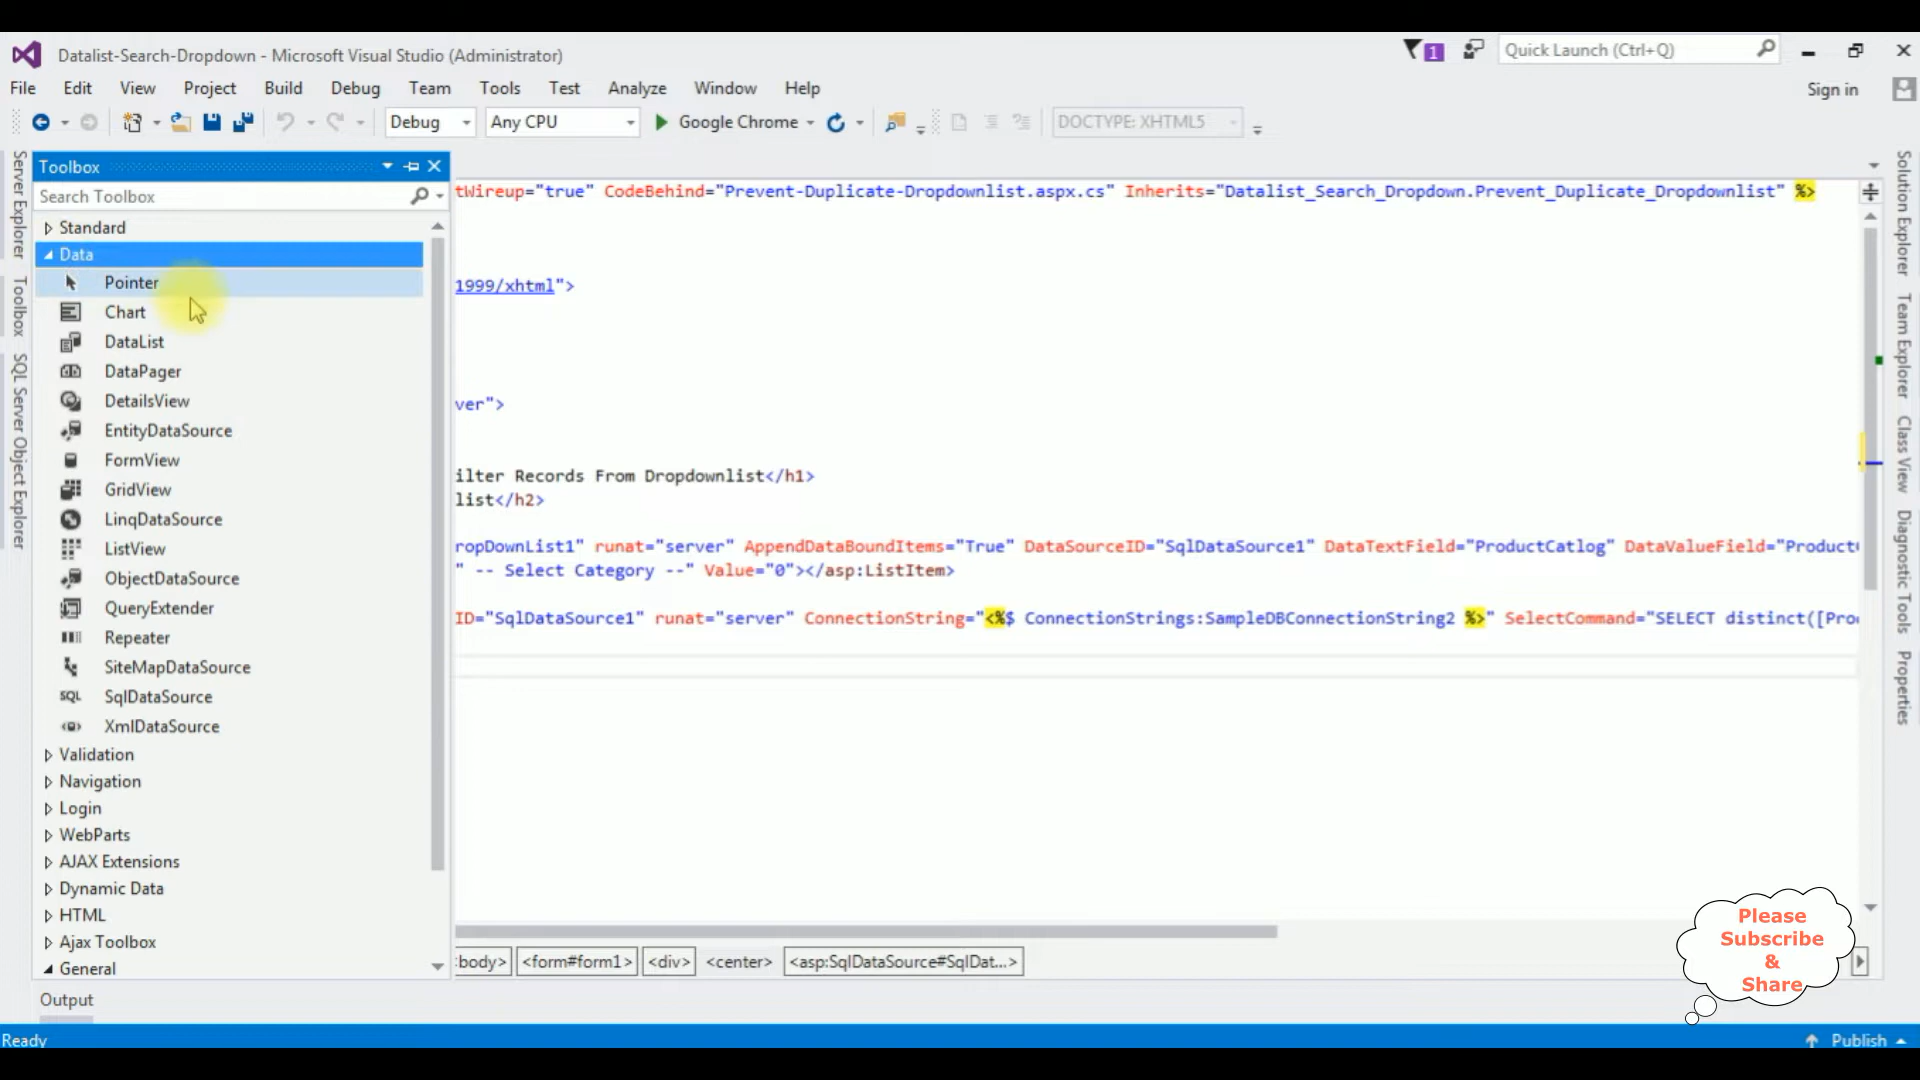 Datalist-Search-Dropdown - Microsoft Visual Studio (Administrator)
1
Quick Launch (Ctrl+Q)
File Edit View Project Build Debug Team Tools Test Analyze Window Help
Sign in
Debug Any CPU Google Chrome DOCTYPE: XHTML5
Server Explorer
Toolbox
SQL Server Object Explorer
Toolbox
Search Toolbox
Standard
Data
Pointer
Chart
DataList
DataPager
DetailsView
EntityDataSource
FormView
GridView
LinqDataSource
ListView
ObjectDataSource
QueryExtender
Repeater
SiteMapDataSource
SQL SqlDataSource
XmlDataSource
Validation
Navigation
Login
WebParts
AJAX Extensions
Dynamic Data
HTML
Ajax Toolbox
General
tWireup="true" CodeBehind="Prevent-Duplicate-Dropdownlist.aspx.cs" Inherits="Datalist_Search_Dropdown.Prevent_Duplicate_Dropdownlist" %>
1999/xhtml">
ver">
ilter Records From Dropdownlist</h1>
list</h2>
ropDownList1" runat="server" AppendDataBoundItems="True" DataSourceID="SqlDataSource1" DataTextField="ProductCatlog" DataValueField="Product
" -- Select Category --" Value="0"></asp:ListItem>
ID="SqlDataSource1" runat="server" ConnectionString="<%$ ConnectionStrings:SampleDBConnectionString2 %>" SelectCommand="SELECT distinct([Pro
body> <form#form1> <div> <center> <asp:SqlDataSource#SqlDat...>
Solution Explorer
Team Explorer
Class View
Diagnostic Tools
Properties
Please
Subscribe
&
Share
Output
Ready
Publish